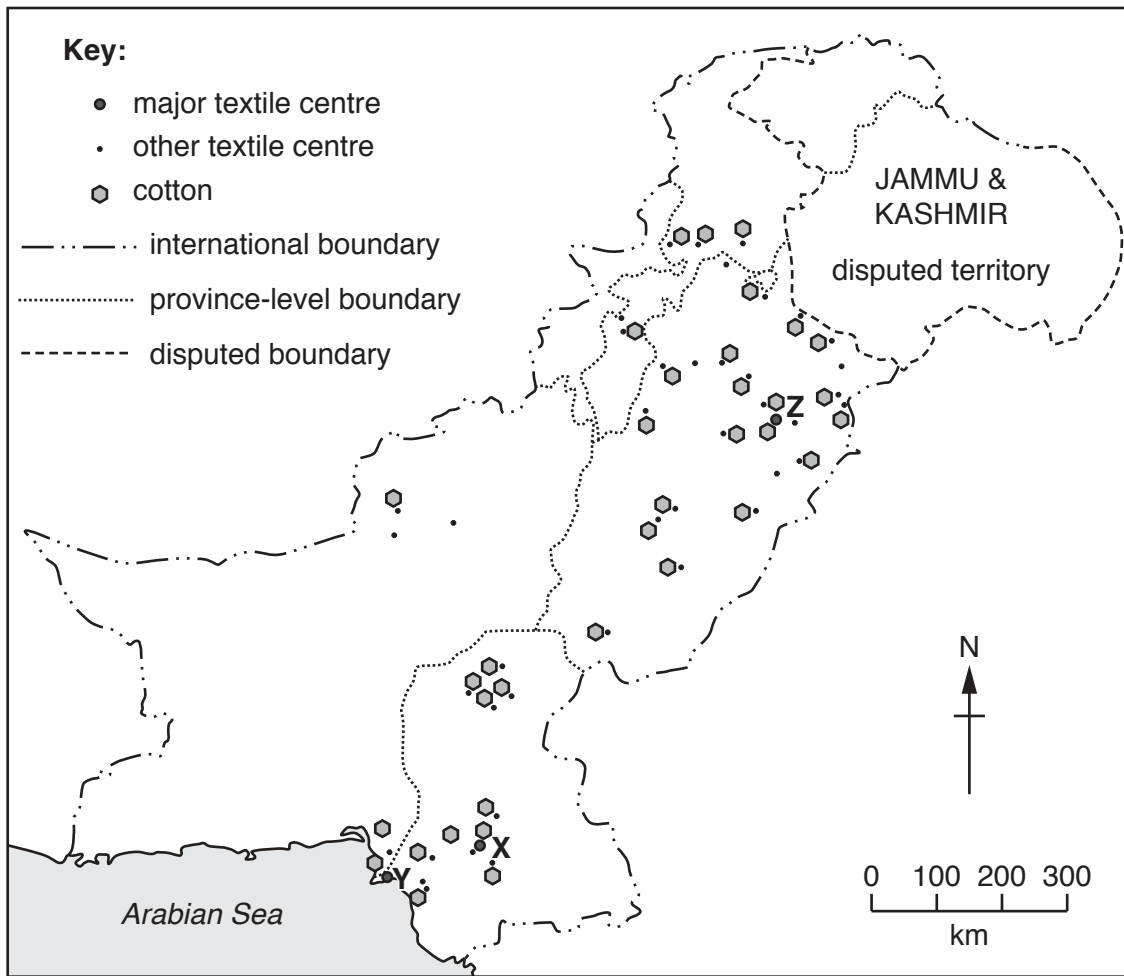 Key:
major textile centre
other textile centre
cotton
international boundary
province-level boundary
disputed boundary
JAMMU &
KASHMIR
disputed territory
Z
N
X
Y
Arabian Sea
0 100 200 300
km